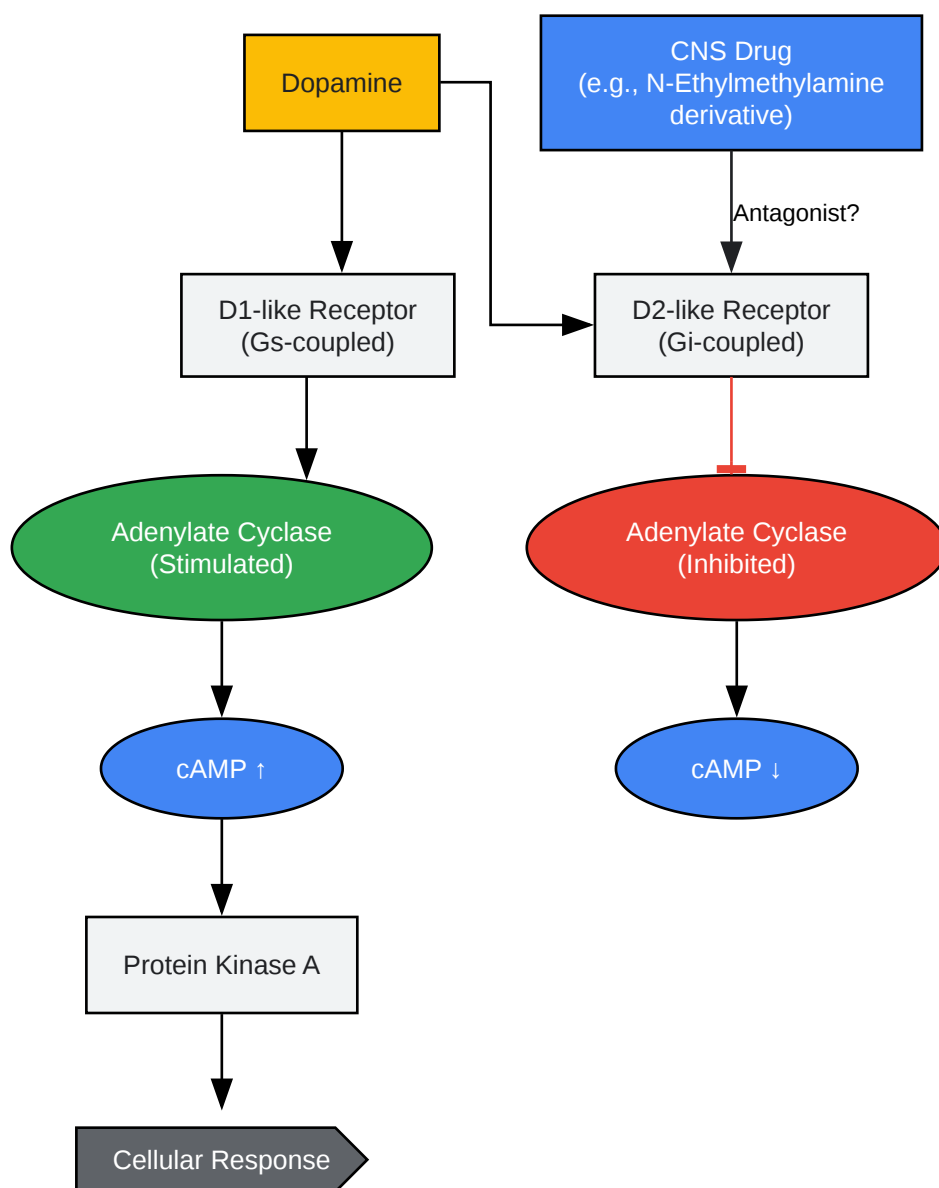 Dopamine
CNS Drug
(e.g., N-Ethylmethylamine
derivative)
Antagonist?
D1-like Receptor
(Gs-coupled)
D2-like Receptor
(Gi-coupled)
Adenylate Cyclase
(Stimulated)
Adenylate Cyclase
(Inhibited)
cAMP ↑
cAMP ↓
Protein Kinase A
Cellular Response